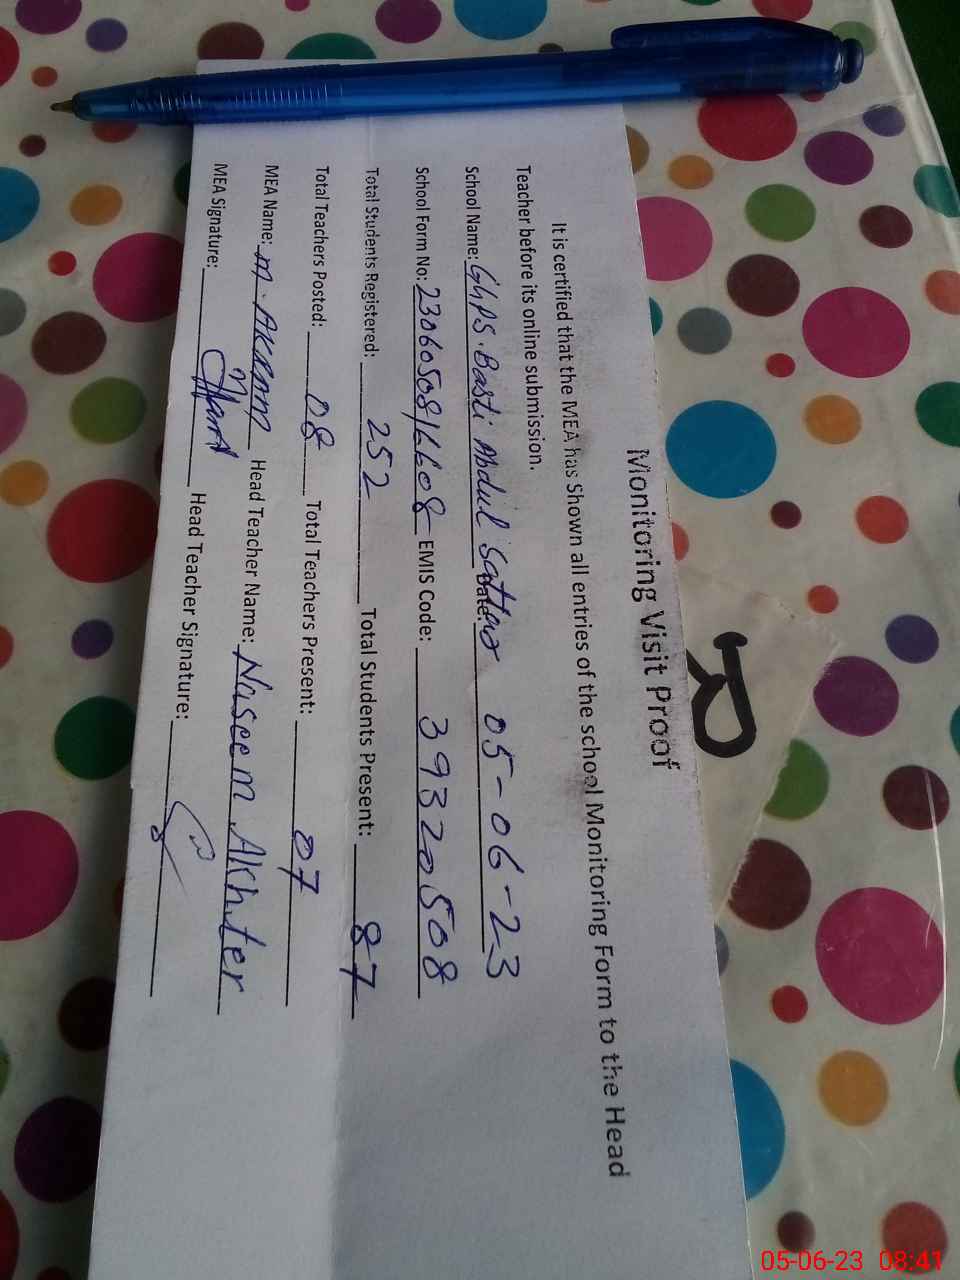 Monitoring Visit Proof
It is certified that the MEA has Shown all entries of the school Monitoring Form to the Head
Teacher before its online submission.
School Name: GHPS. Basti Abdul Sattar Date: 05-06-23
School Form No: 23060508/6608 EMIS Code: 39320508
Total Students Registered: 252 Total Students Present: 87
Total Teachers Posted: 08 Total Teachers Present: 07
MEA Name: M. Akram Head Teacher Name: Naseem Akhter
MEA Signature: Head Teacher Signature:
05-06-23 08:41